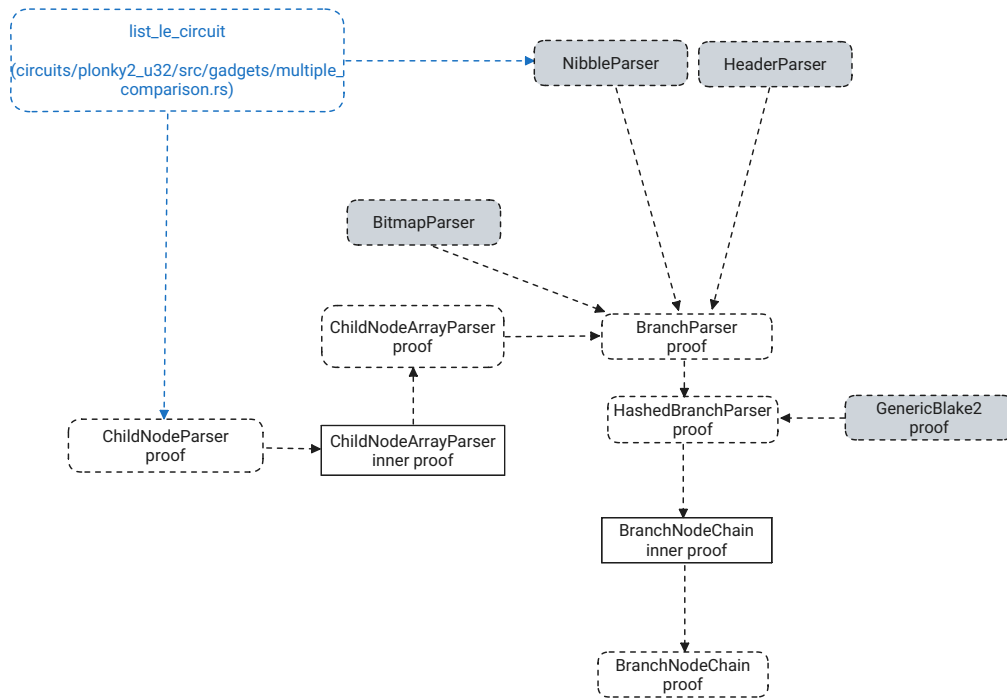 list_le_circuit
(circuits/plonky2_u32/src/gadgets/multiple_
comparison.rs)
NibbleParser
HeaderParser
BitmapParser
ChildNodeArrayParser
proof
BranchParser
proof
HashedBranchParser
proof
GenericBlake2
proof
ChildNodeParser
proof
ChildNodeArrayParser
inner proof
BranchNodeChain
inner proof
BranchNodeChain
proof